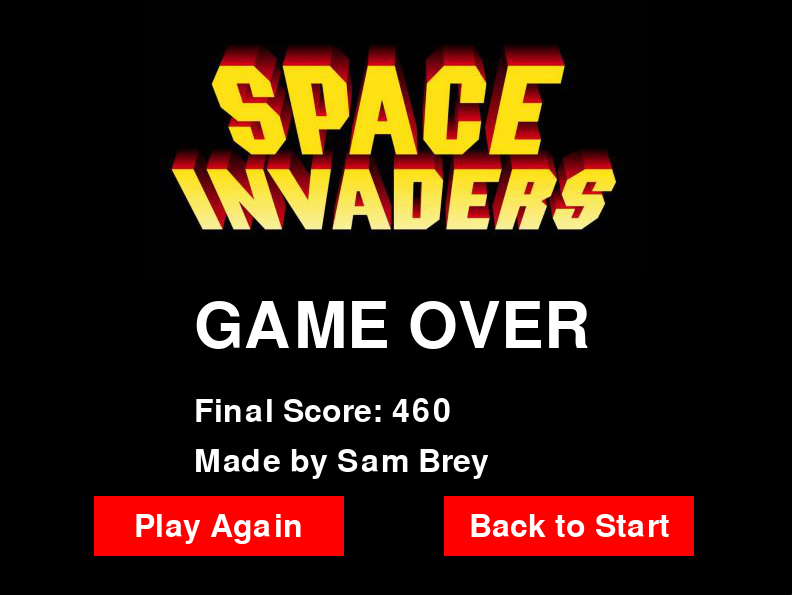 SPACE
INVADERS
GAME OVER
Final Score: 460
Made by Sam Brey
Play Again
Back to Start